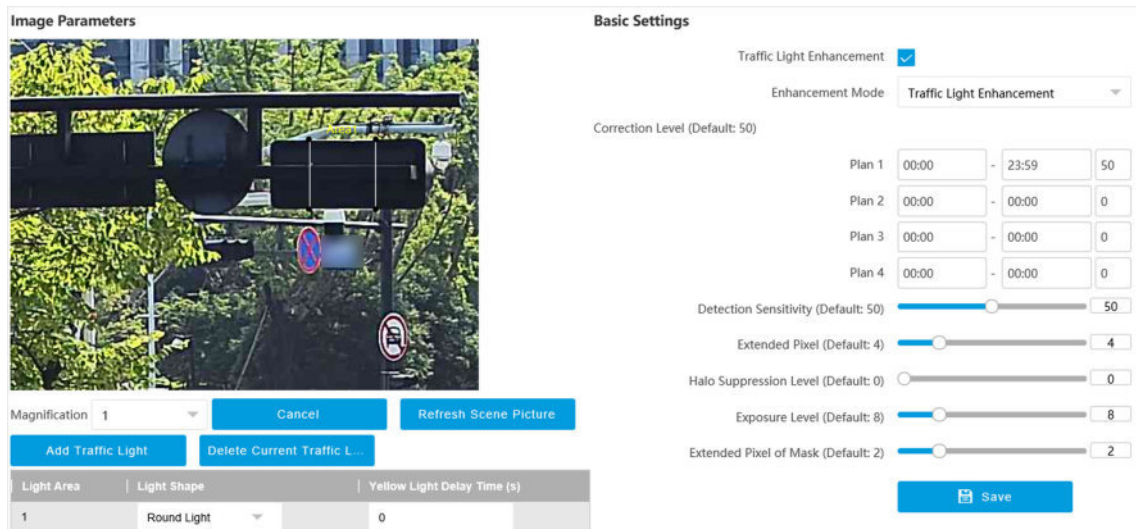 Image Parameters
Magnification 1
Cancel
Refresh Scene Picture
Add Traffic Light
Delete Current Traffic L...
Light Area Light Shape Yellow Light Delay Time (s)
1 Round Light 0
Basic Settings
Traffic Light Enhancement
Enhancement Mode Traffic Light Enhancement
Correction Level (Default: 50)
Plan 1 00:00 - 23:59 50
Plan 2 00:00 - 00:00 0
Plan 3 00:00 - 00:00 0
Plan 4 00:00 - 00:00 0
Detection Sensitivity (Default: 50) 50
Extended Pixel (Default: 4) 4
Halo Suppression Level (Default: 0) 0
Exposure Level (Default: 8) 8
Extended Pixel of Mask (Default: 2) 2
Save